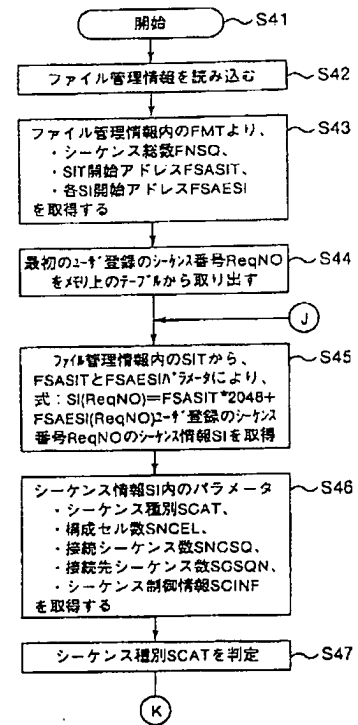 開始
S41
ファイル管理情報を読み込む
S42
ファイル管理情報内のFMTより、
・シーケンス総数FNSQ、
・SIT開始アドレスFSASIT、
・各SI開始アドレスFSAESI
を取得する
S43
最初のユーザ登録のシーケンス番号ReqNO
をメモリ上のテーブルから取り出す
S44
J
ファイル管理情報内のSITから、
FSASITとFSAESIパラメータにより、
式：SI(ReqNO)=FSASIT*2048+
FSAESI(ReqNO)ユーザ登録のシーケンス
番号ReqNOのシーケンス情報SIを取得
S45
シーケンス情報SI内のパラメータ
・シーケンス種別SCAT、
・構成セル数SNCEL、
・接続シーケンス数SNCSQ、
・接続先シーケンス数SCSQN、
・シーケンス制御情報SCINF
を取得する
S46
シーケンス種別SCATを判定
S47
K